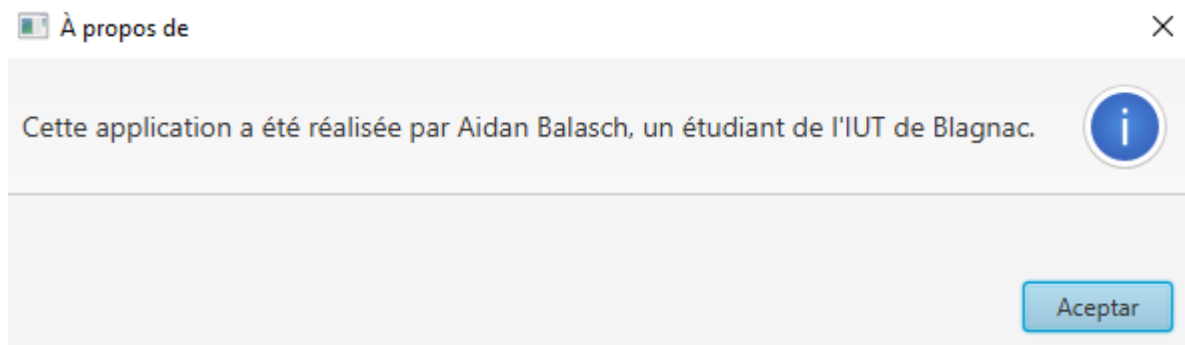 À propos de
Cette application a été réalisée par Aidan Balasch, un étudiant de l'IUT de Blagnac.
Aceptar